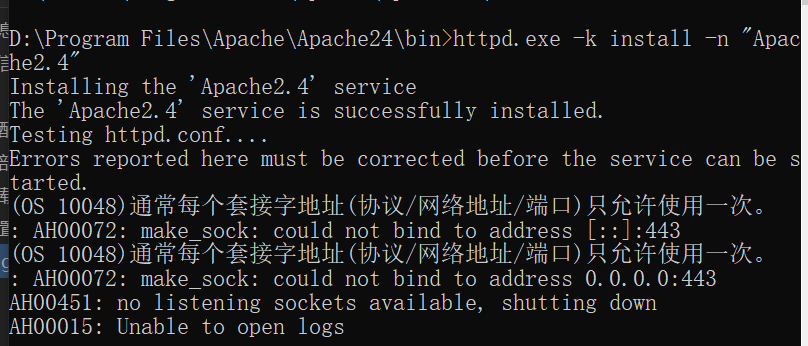 D:\Program Files\Apache\Apache24\bin>httpd.exe -k install -n "Apac
he2.4"
Installing the 'Apache2.4' service
The 'Apache2.4' service is successfully installed.
Testing httpd.conf....
Errors reported here must be corrected before the service can be s
tarted.
(OS 10048)通常每个套接字地址(协议/网络地址/端口)只允许使用一次。
: AH00072: make_sock: could not bind to address [::]:443
(OS 10048)通常每个套接字地址(协议/网络地址/端口)只允许使用一次。
: AH00072: make_sock: could not bind to address 0.0.0.0:443
AH00451: no listening sockets available, shutting down
AH00015: Unable to open logs